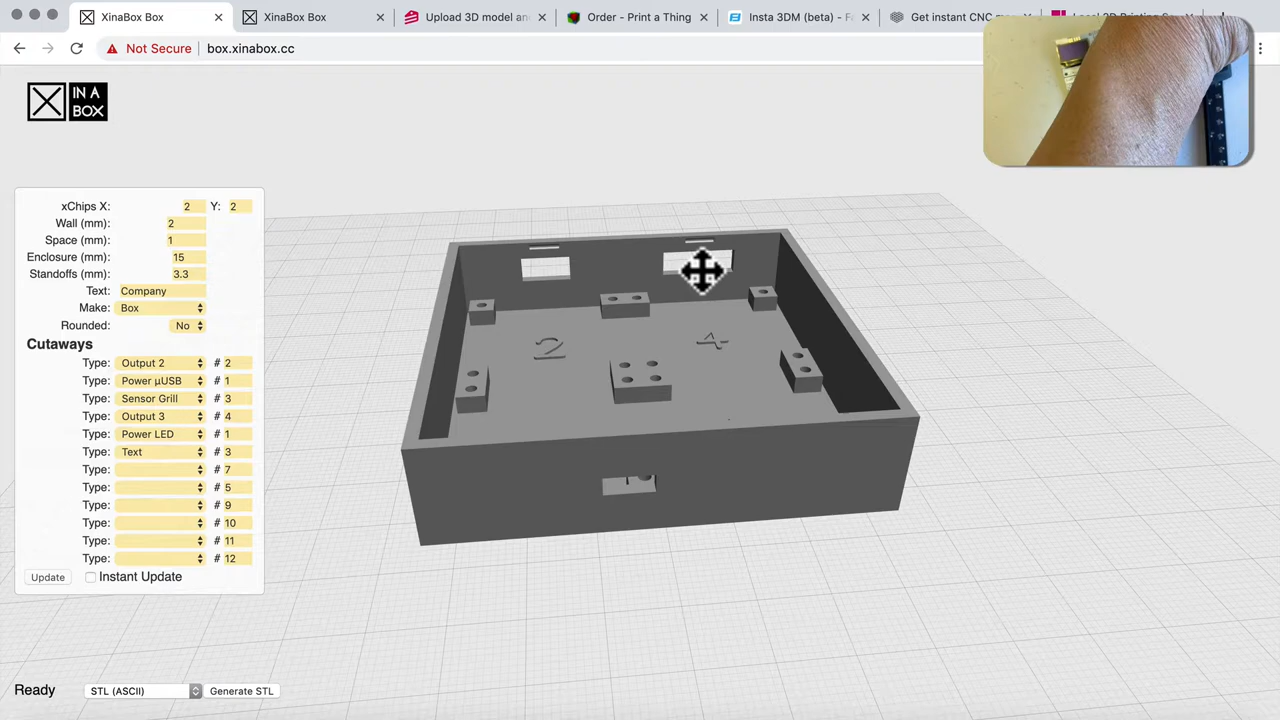 XinaBox Box
XinaBox Box
Upload 3D model an
Order - Print a Thing
Insta 3DM (beta) - Fa
Get instant CNC
Not Secure
box.xinabox.cc
IN A
BOX
xChips X: 2 Y: 2
Wall (mm): 2
Space (mm): 1
Enclosure: 15
Standoffs: 3.3
Text: Company
Make: Box
Rounded: No
Cutaways
Type: Output 2 # 2
Type: Power µUSB # 1
Type: Sensor Grill # 3
Type: Output 3 # 4
Type: Power LED # 1
Type: Text # 3
Type: # 7
Type: # 5
Type: # 9
Type: # 10
Type: # 11
Type: # 12
Update Instant Update
2 4
Ready STL (ASCII) Generate STL